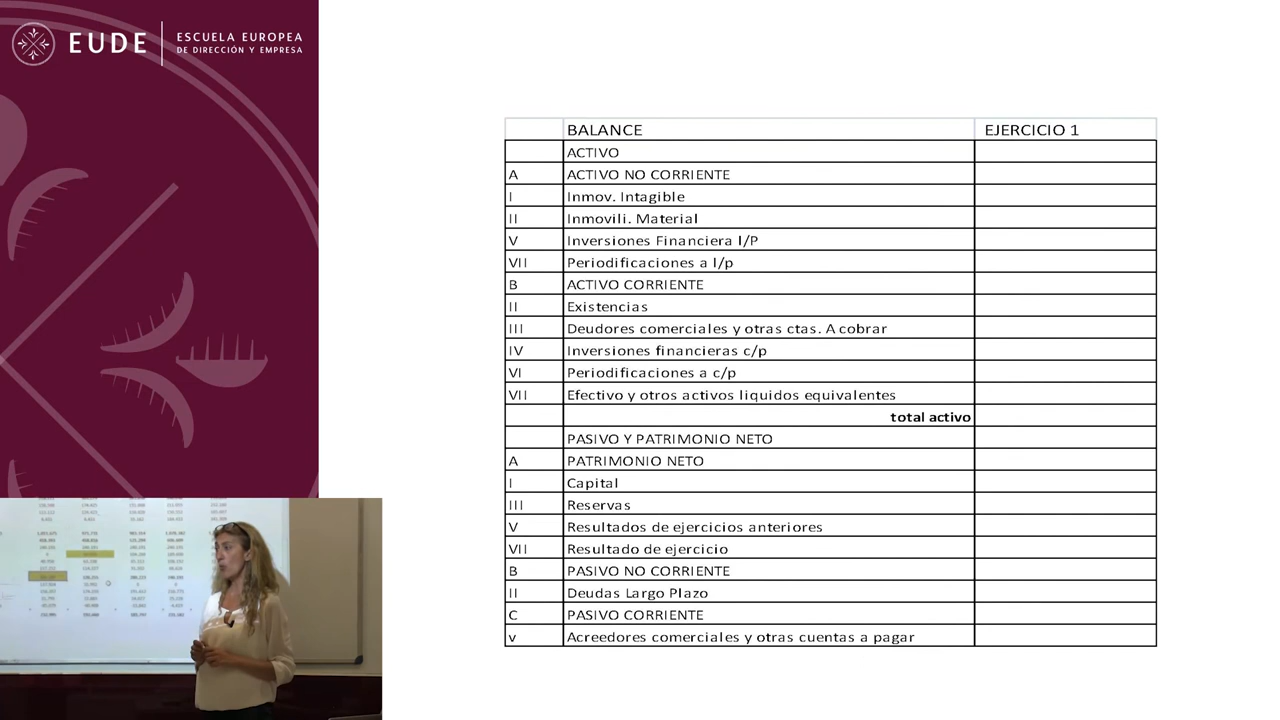 EUDE
ESCUELA EUROPEA
DE DIRECCIÓN Y EMPRESA
BALANCE EJERCICIO 1
ACTIVO
A ACTIVO NO CORRIENTE
I Inmov. Intagible
II Inmovili. Material
V Inversiones Financiera l/P
VII Periodificaciones a l/p
B ACTIVO CORRIENTE
II Existencias
III Deudores comerciales y otras ctas. A cobrar
IV Inversiones financieras c/p
VI Periodificaciones a c/p
VII Efectivo y otros activos liquidos equivalentes
total activo
PASIVO Y PATRIMONIO NETO
A PATRIMONIO NETO
I Capital
III Reservas
V Resultados de ejercicios anteriores
VII Resultado de ejercicio
B PASIVO NO CORRIENTE
II Deudas Largo Plazo
C PASIVO CORRIENTE
v Acreedores comerciales y otras cuentas a pagar